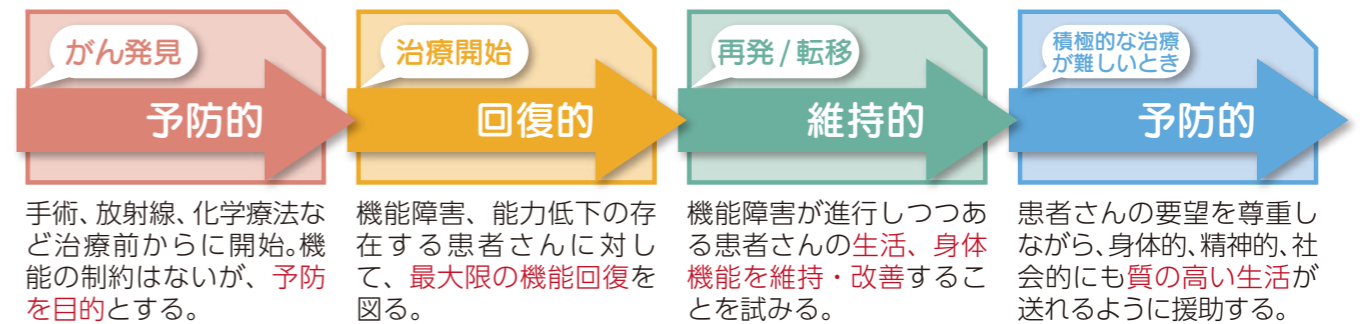 がん発見
予防的
手術、放射線、化学療法な
ど治療前からに開始。機
能の制約はないが、予防
を目的とする。
治療開始
回復的
機能障害、能力低下の存
在する患者さんに対し
て、最大限の機能回復を
図る。
再発/転移
維持的
機能障害が進行しつつあ
る患者さんの生活、身体
機能を維持・改善するこ
とを試みる。
積極的な治療
が難しいとき
予防的
患者さんの要望を尊重し
ながら、身体的、精神的、社
会的にも質の高い生活が
送れるように援助する。